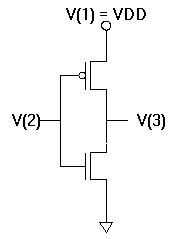 V(1) = VDD
V(2) V(3)